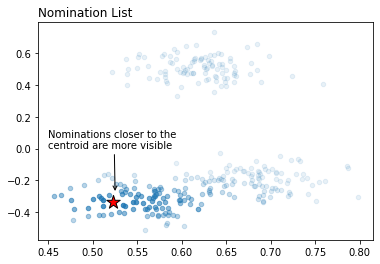 Nomination List
0.6
0.4
0.2
0.0
Nominations closer to the
centroid are more visible
−0.2
−0.4
0.45 0.50 0.55 0.60 0.65 0.70 0.75 0.80